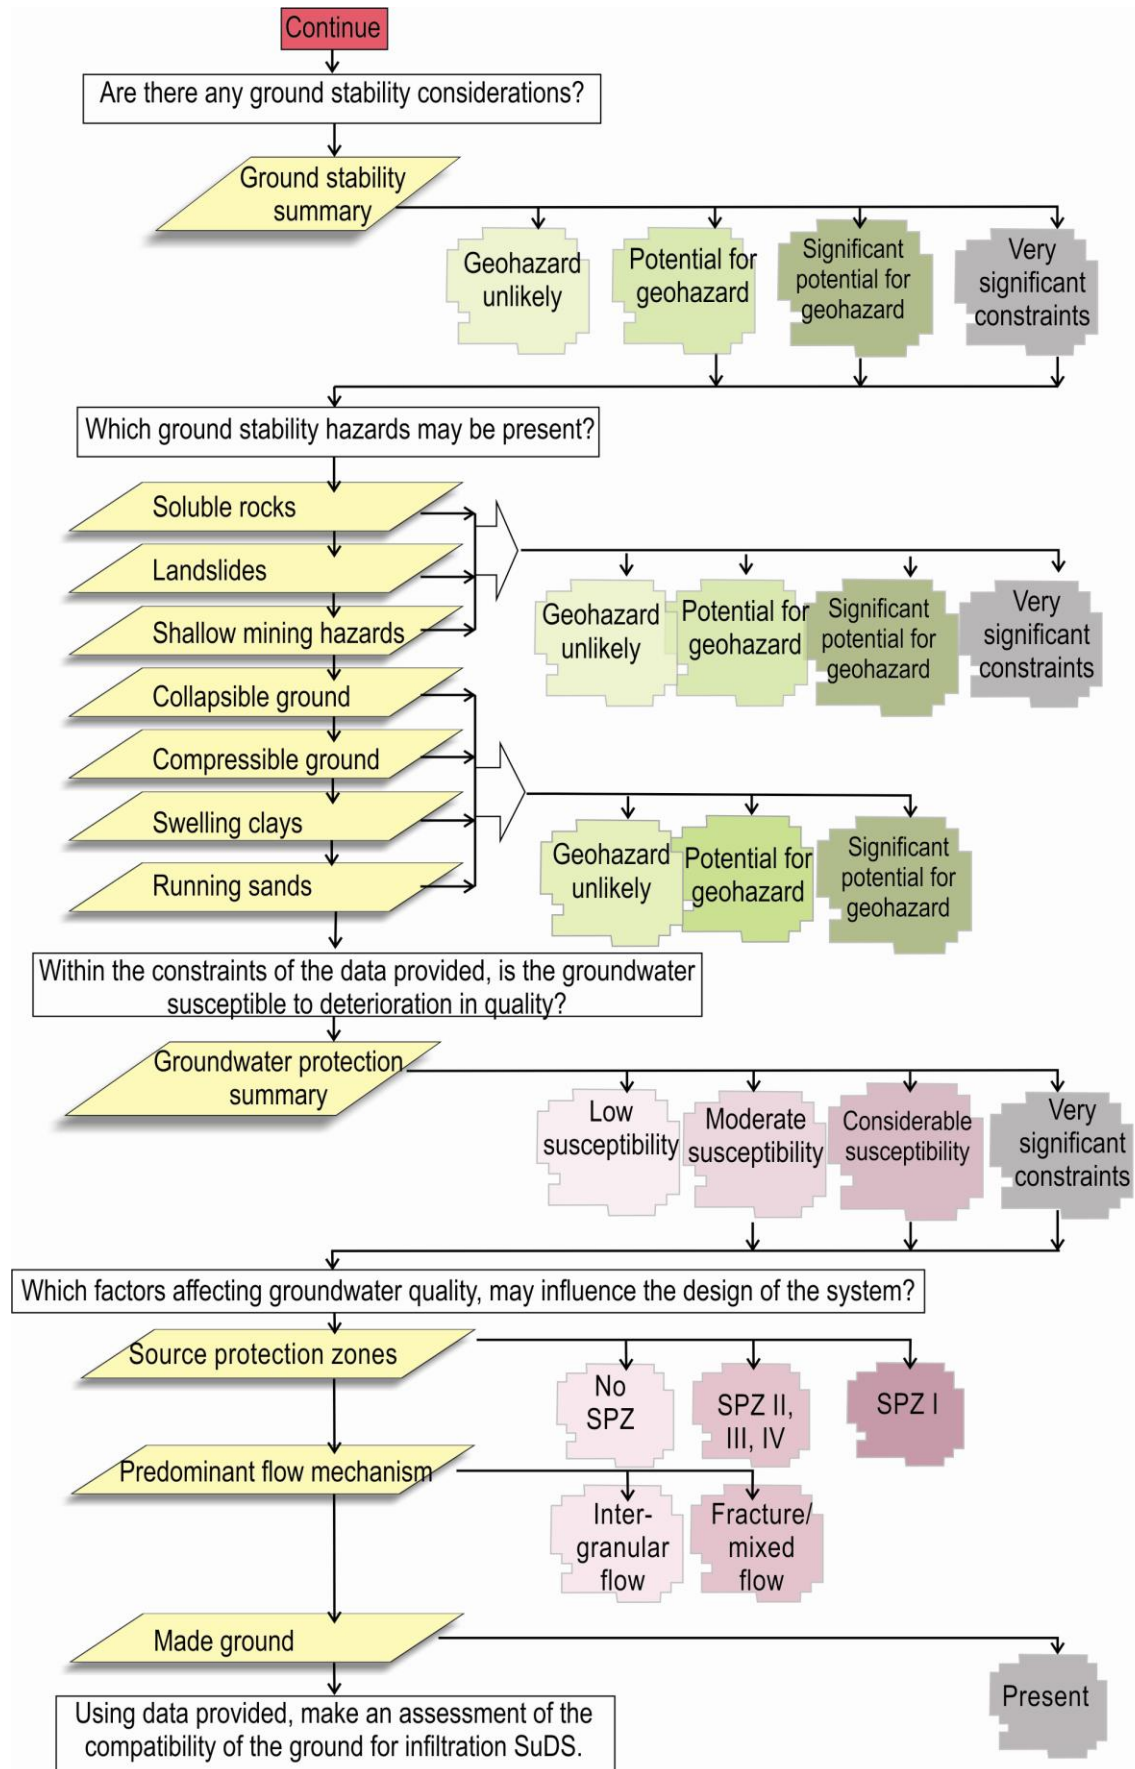 Continue
Are there any ground stability considerations?
Ground stability
summary
Geohazard
unlikely
Potential for
geohazard
Significant
potential for
geohazard
Very
significant
constraints
Which ground stability hazards may be present?
Soluble rocks
Landslides
Shallow mining hazards
Geohazard
unlikely
Potential for
geohazard
Significant
potential for
geohazard
Very
significant
constraints
Collapsible ground
Compressible ground
Swelling clays
Running sands
Geohazard
unlikely
Potential for
geohazard
Significant
potential for
geohazard
Within the constraints of the data provided, is the groundwater
susceptible to deterioration in quality?
Groundwater protection
summary
Low
susceptibility
Moderate
susceptibility
Considerable
susceptibility
Very
significant
constraints
Which factors affecting groundwater quality, may influence the design of the system?
Source protection zones
No
SPZ
SPZ II,
III, IV
SPZ I
Predominant flow mechanism
Inter-
granular
flow
Fracture/
mixed
flow
Made ground
Present
Using data provided, make an assessment of the
compatibility of the ground for infiltration SuDS.